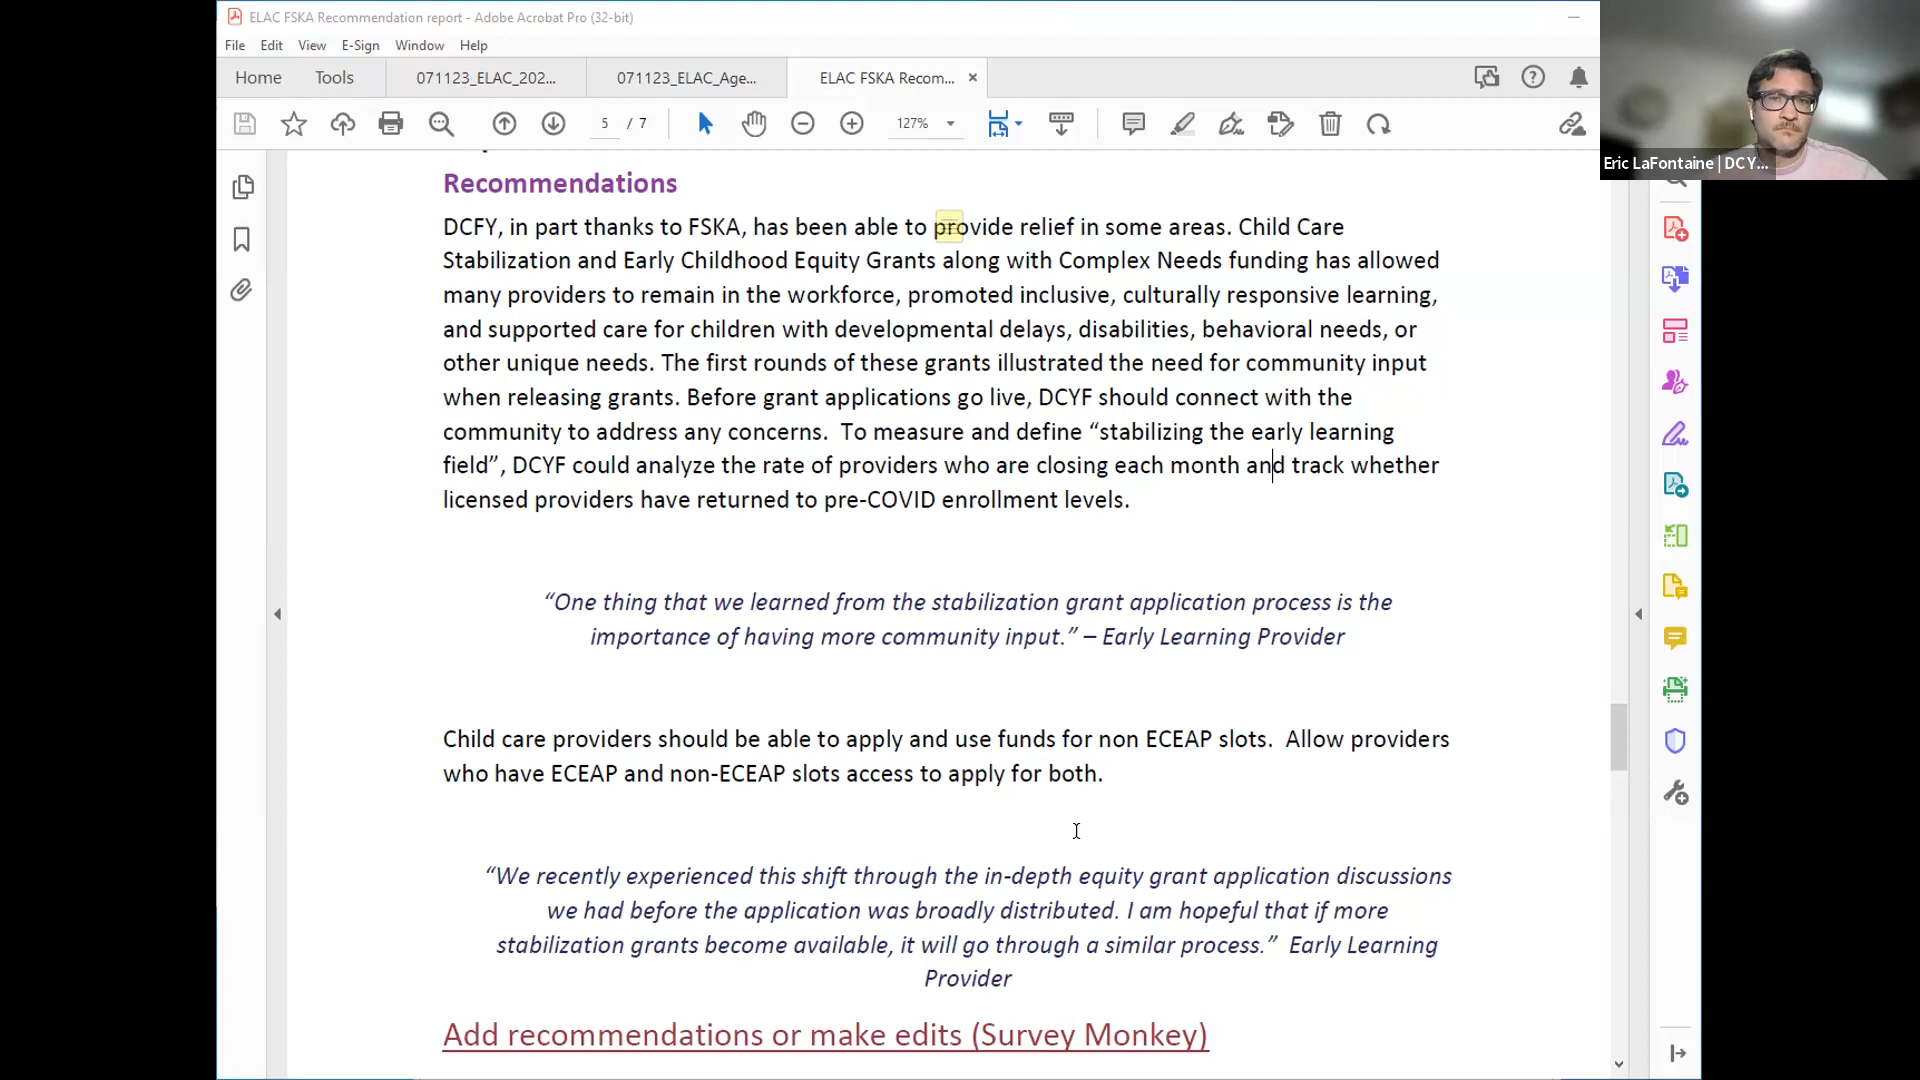 ELAC FSKA Recommendation report - Adobe Acrobat Pro (32-bit)
File Edit View E-Sign Window Help
Home Tools 071123_ELAC_202... 071123_ELAC_Age... ELAC FSKA Recom... ×
5 / 7 127%
Eric LaFontaine | DCY...
Recommendations
DCFY, in part thanks to FSKA, has been able to provide relief in some areas. Child Care
Stabilization and Early Childhood Equity Grants along with Complex Needs funding has allowed
many providers to remain in the workforce, promoted inclusive, culturally responsive learning,
and supported care for children with developmental delays, disabilities, behavioral needs, or
other unique needs. The first rounds of these grants illustrated the need for community input
when releasing grants. Before grant applications go live, DCYF should connect with the
community to address any concerns.  To measure and define “stabilizing the early learning
field”, DCYF could analyze the rate of providers who are closing each month and track whether
licensed providers have returned to pre-COVID enrollment levels.
“One thing that we learned from the stabilization grant application process is the
importance of having more community input.” – Early Learning Provider
Child care providers should be able to apply and use funds for non ECEAP slots.  Allow providers
who have ECEAP and non-ECEAP slots access to apply for both.
“We recently experienced this shift through the in-depth equity grant application discussions
we had before the application was broadly distributed. I am hopeful that if more
stabilization grants become available, it will go through a similar process.”  Early Learning
Provider
Add recommendations or make edits (Survey Monkey)